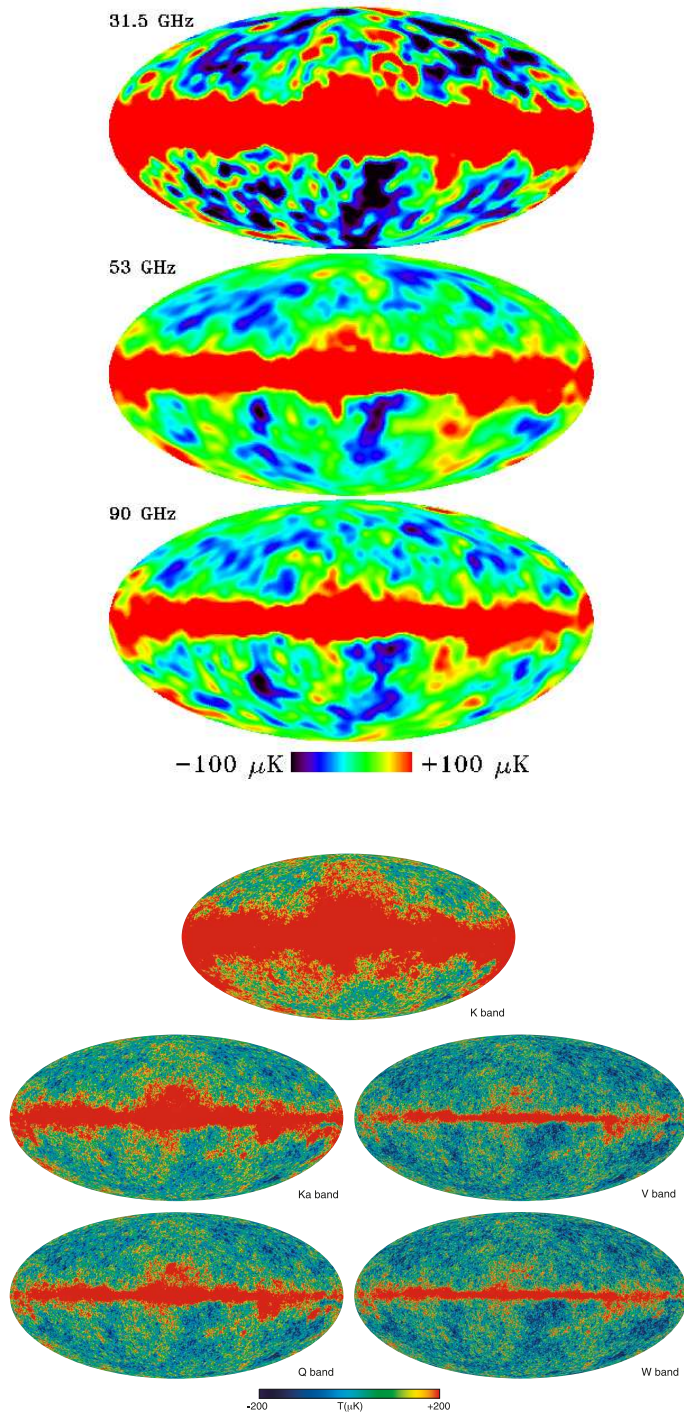 31.5 GHz
53 GHz
90 GHz
−100 μK +100 μK
K band
Ka band V band
Q band W band
-200 T(μK) +200